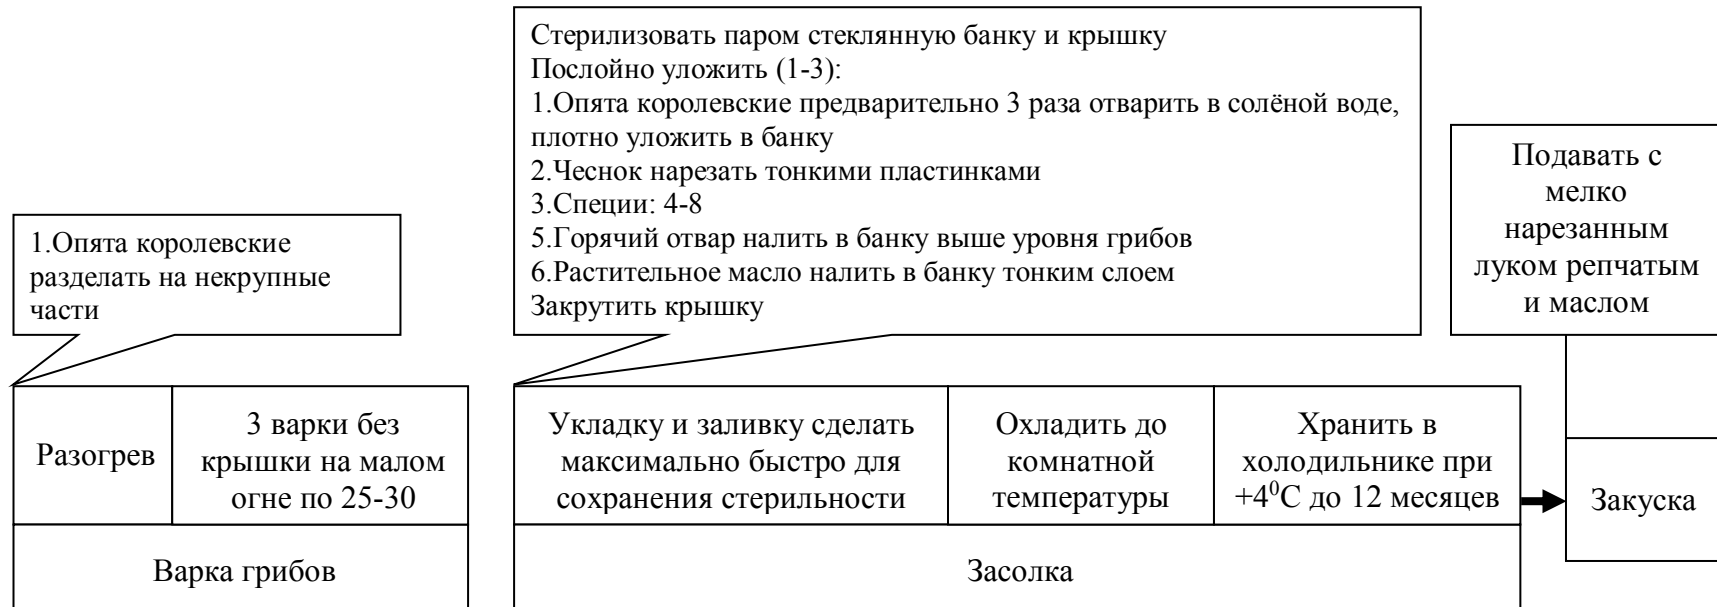 1.Опята королевские
разделать на некрупные
части
Разогрев
3 варки без
крышки на малом
огне по 25-30
Варка грибов
Стерилизовать паром стеклянную банку и крышку
Послойно уложить (1-3):
1.Опята королевские предварительно 3 раза отварить в солёной воде,
плотно уложить в банку
2.Чеснок нарезать тонкими пластинками
3.Специи: 4-8
5.Горячий отвар налить в банку выше уровня грибов
6.Растительное масло налить в банку тонким слоем
Закрутить крышку
Укладку и заливку сделать
максимально быстро для
сохранения стерильности
Охладить до
комнатной
температуры
Хранить в
холодильнике при
+4⁰С до 12 месяцев
Засолка
Подавать с
мелко
нарезанным
луком репчатым
и маслом
Закуска